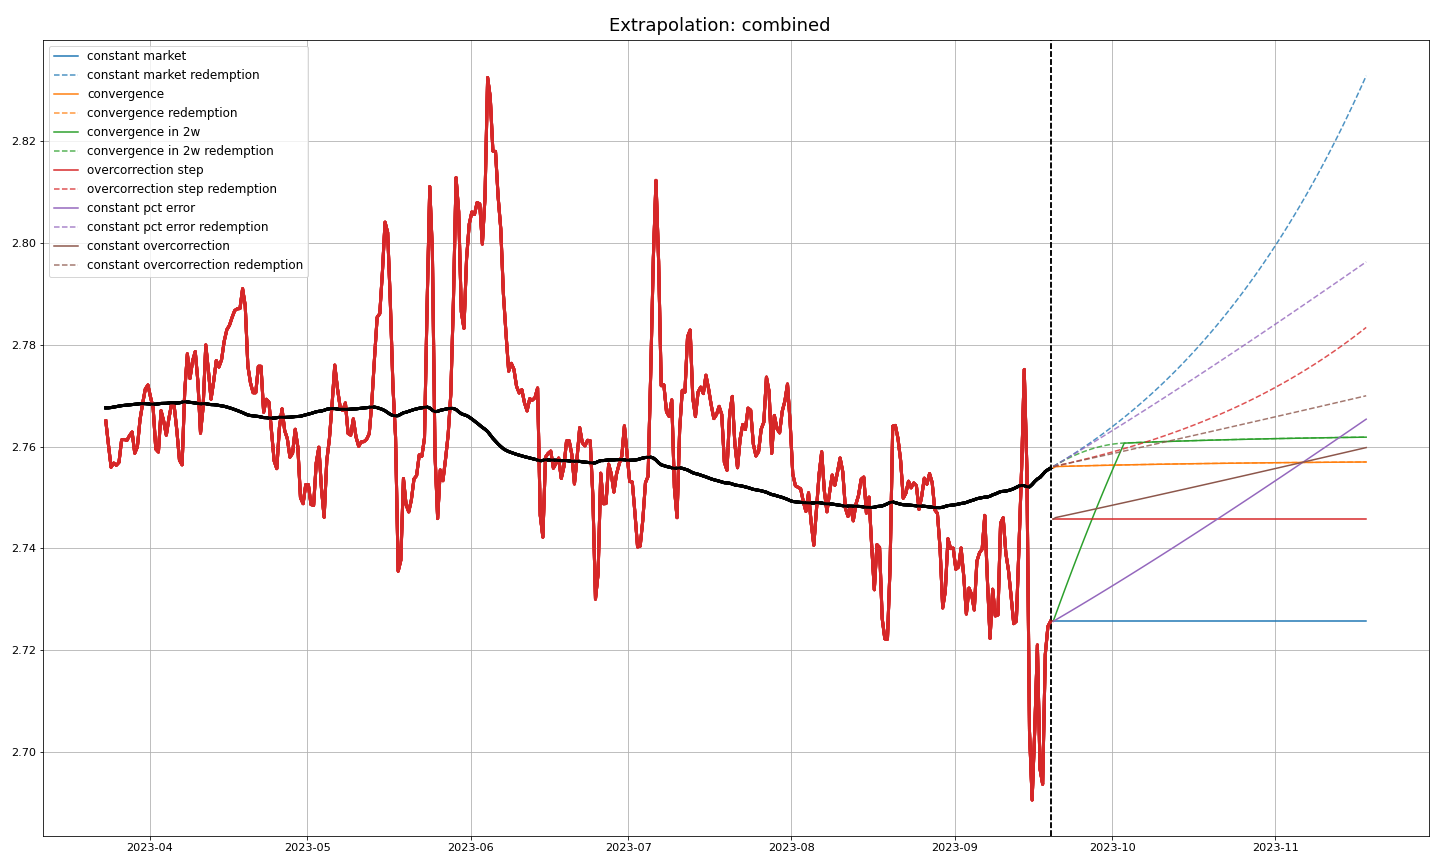 Extrapolation: combined
constant market
constant market redemption
convergence
convergence redemption
convergence in 2w
convergence in 2w redemption
overcorrection step
overcorrection step redemption
constant pct error
constant pct error redemption
constant overcorrection
constant overcorrection redemption
2.82
2.80
2.78
2.76
2.74
2.72
2.70
2023-04 2023-05 2023-06 2023-07 2023-08 2023-09 2023-10 2023-11